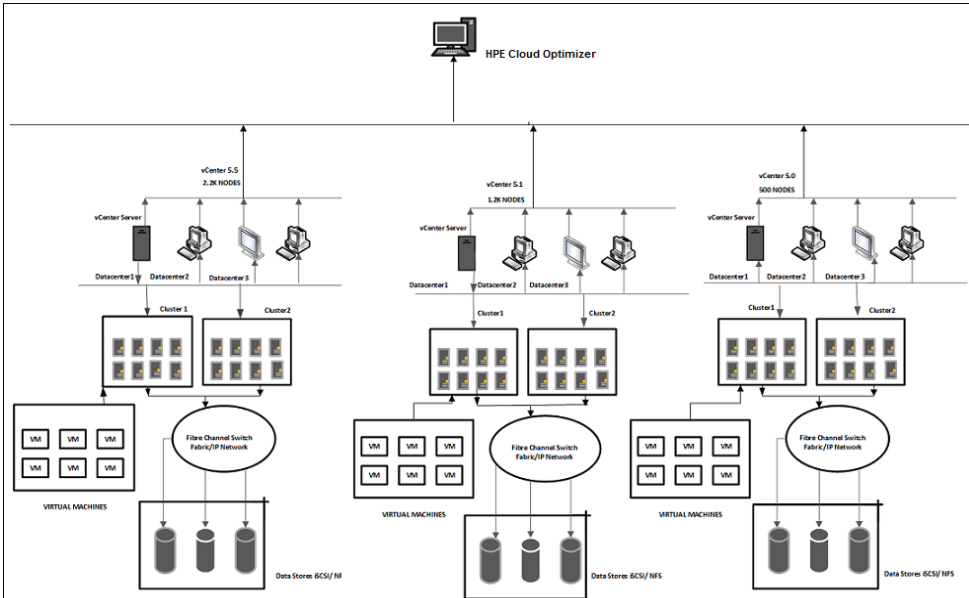 HPE Cloud Optimizer
vCenter 5.5
2.2K NODES
vCenter Server
Datacenter1
Datacenter2
Datacenter3
Cluster 1
Cluster2
VM
VM
VM
VM
VM
VM
VIRTUAL MACHINES
Fibre Channel Switch
Fabric/IP Network
Data Stores iSCSI/ NF
vCenter 5.1
1.2K NODES
vCenter Server
Datacenter1
Datacenter2
Datacenter3
Cluster1
Cluster2
VM
VM
VM
VM
VM
VM
VIRTUAL MACHINES
Fibre Channel Switch
Fabric/IP Network
Data Stores iSCSI/ NFS
vCenter 5.0
500 NODES
vCenter Server
Datacenter1
Datacenter2
Datacenter 3
Cluster1
Cluster2
VM
VM
VM
VM
VM
VM
VIRTUAL MACHINES
Fibre Channel Switch
Fabric/IP Network
Data Stores iSCSI/ NFS